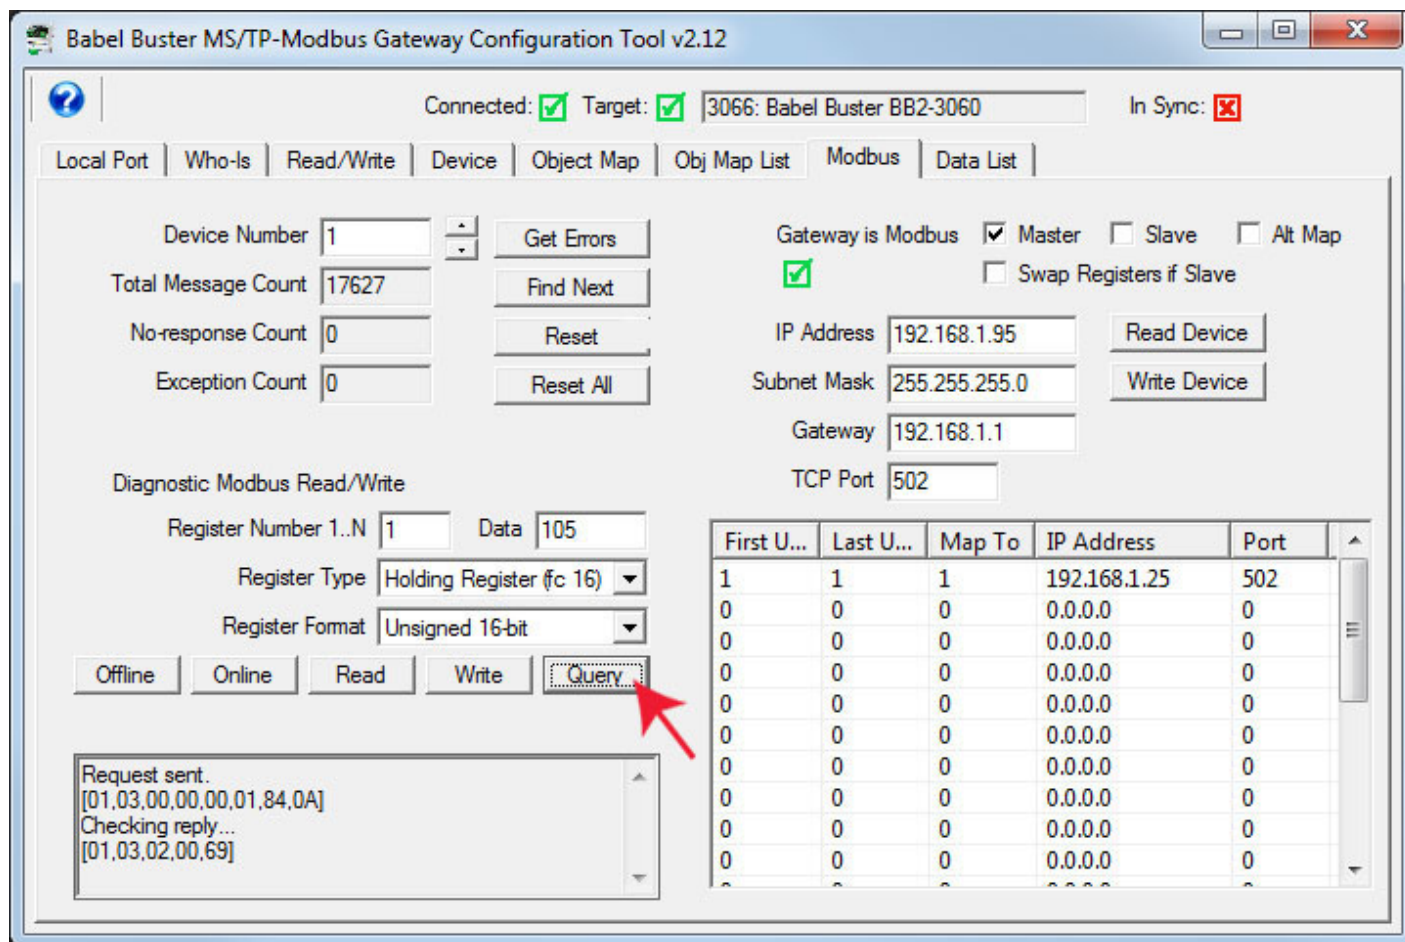 Babel Buster MS/TP-Modbus Gateway Configuration Tool v2.12
Connected: Target: 3066: Babel Buster BB2-3060 In Sync:
Local Port Who-Is Read/Write Device Object Map Obj Map List Modbus Data List
Device Number 1 Get Errors
Total Message Count 17627 Find Next
No-response Count 0 Reset
Exception Count 0 Reset All
Gateway is Modbus Master Slave Alt Map
Swap Registers if Slave
IP Address 192.168.1.95 Read Device
Subnet Mask 255.255.255.0 Write Device
Gateway 192.168.1.1
TCP Port 502
Diagnostic Modbus Read/Write
Register Number 1..N 1 Data 105
Register Type Holding Register (fc 16)
Register Format Unsigned 16-bit
Offline Online Read Write Query
Request sent.
[01,03,00,00,00,01,84,0A]
Checking reply...
[01,03,02,00,69]
First U... Last U... Map To IP Address Port
1 1 1 192.168.1.25 502
0 0 0 0.0.0.0 0
0 0 0 0.0.0.0 0
0 0 0 0.0.0.0 0
0 0 0 0.0.0.0 0
0 0 0 0.0.0.0 0
0 0 0 0.0.0.0 0
0 0 0 0.0.0.0 0
0 0 0 0.0.0.0 0
0 0 0 0.0.0.0 0